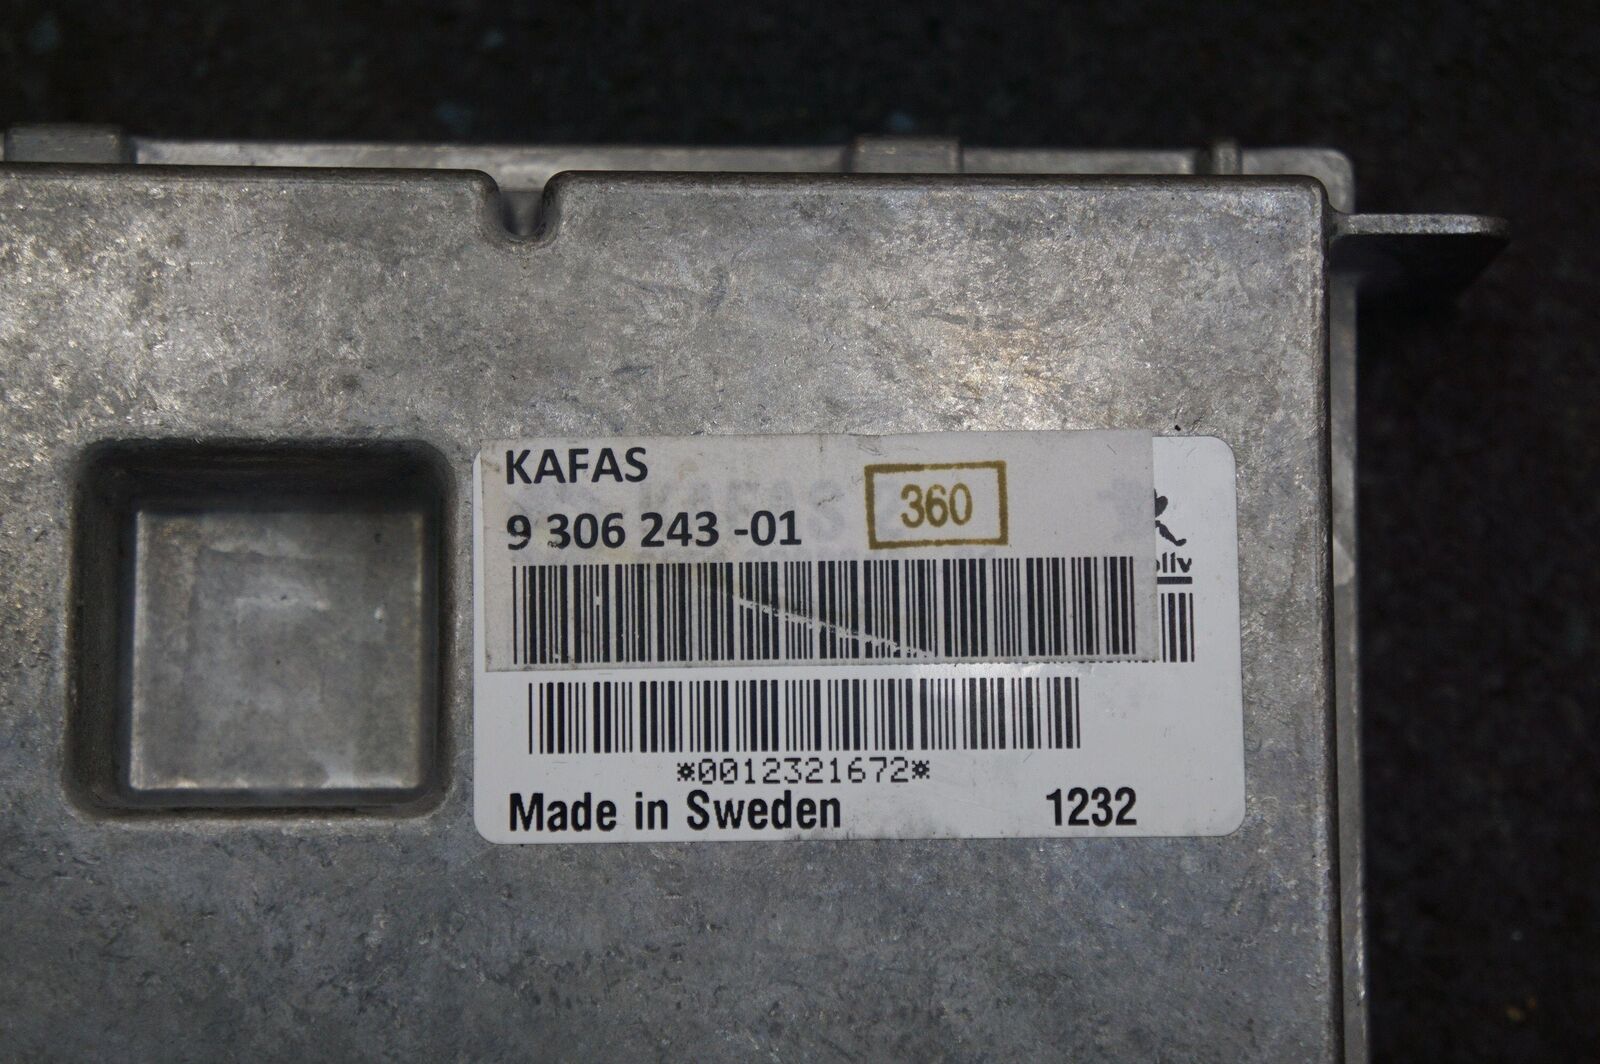 KAFAS
360
9 306 243 -01
*0012321672*
Made in Sweden 1232